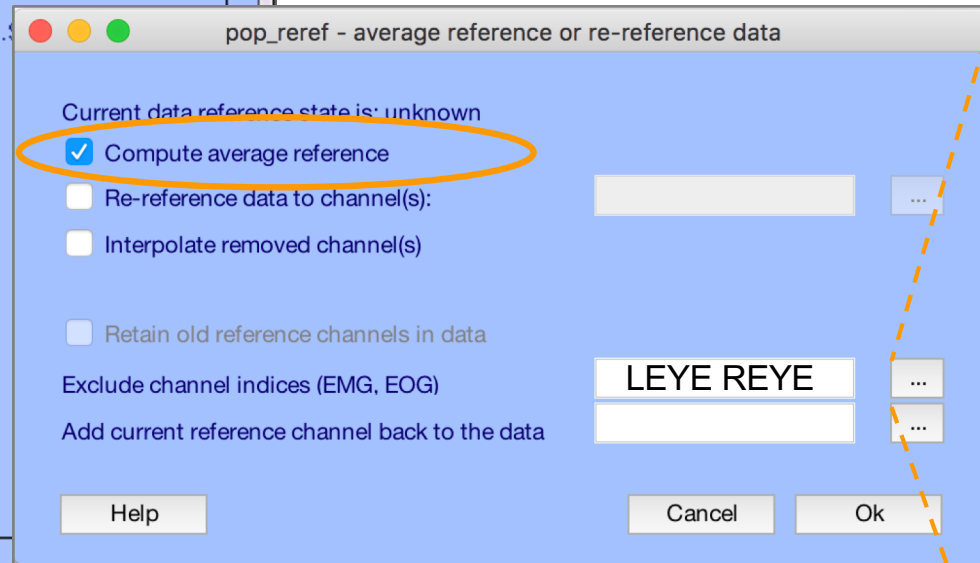 pop_reref - average reference or re-reference data
Current data reference state is: unknown
Compute average reference
Re-reference data to channel(s):
...
Interpolate removed channel(s)
Retain old reference channels in data
Exclude channel indices (EMG, EOG)
LEYE REYE
...
Add current reference channel back to the data
...
Help
Cancel
Ok